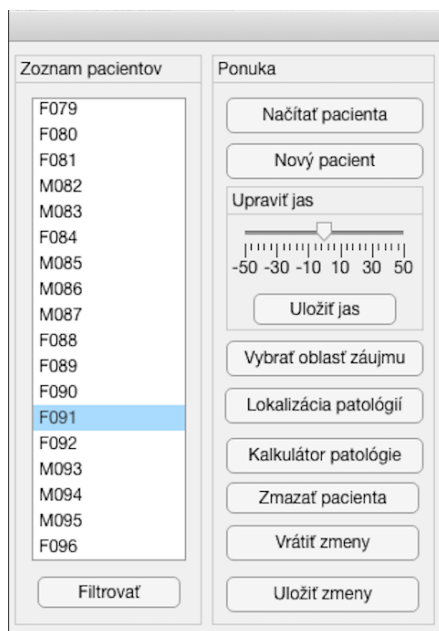 Zoznam pacientov
F079
F080
F081
M082
M083
F084
M085
M086
M087
F088
F089
F090
F091
F092
M093
M094
M095
F096
Filtrovať
Ponuka
Načítať pacienta
Nový pacient
Upraviť jas
-50 -30 -10 10 30 50
Uložiť jas
Vybrať oblasť záujmu
Lokalizácia patológií
Kalkulátor patológie
Zmazať pacienta
Vrátiť zmeny
Uložiť zmeny